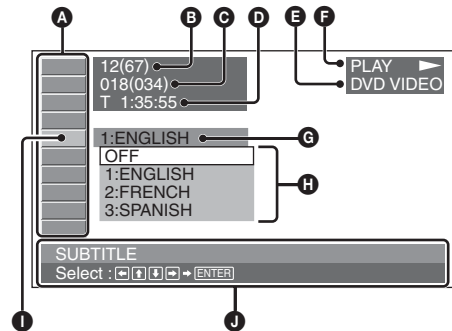 A B C D E F
12(67)
018(034)
T 1:35:55
PLAY
DVD VIDEO
1:ENGLISH
G
OFF
1:ENGLISH
2:FRENCH
3:SPANISH
H
SUBTITLE
Select : ←↑↓→ → ENTER
I J